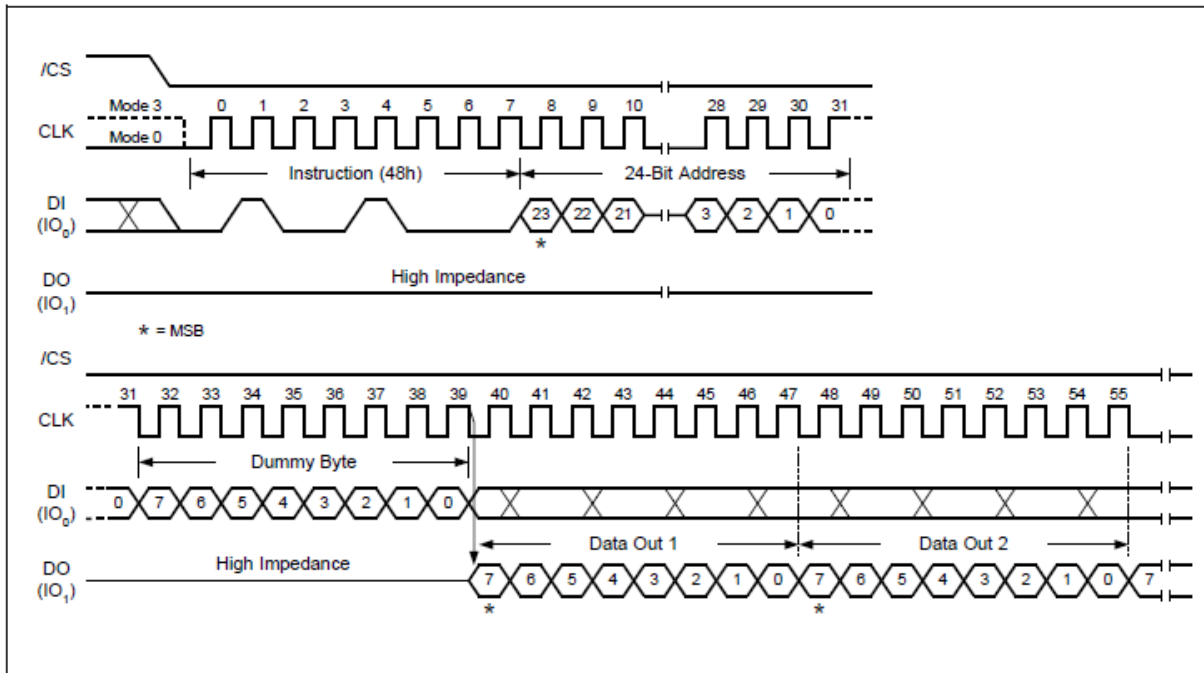 /CS
Mode 3 0 1 2 3 4 5 6 7 8 9 10 28 29 30 31
CLK
Mode 0
Instruction (48h) 24-Bit Address
DI
(IO0)
23 22 21 3 2 1 0
*
High Impedance
DO
(IO1)
* = MSB
/CS
31 32 33 34 35 36 37 38 39 40 41 42 43 44 45 46 47 48 49 50 51 52 53 54 55
CLK
Dummy Byte
DI
(IO0)
0 7 6 5 4 3 2 1 0
Data Out 1 Data Out 2
High Impedance
DO
(IO1)
7 6 5 4 3 2 1 0 7 6 5 4 3 2 1 0 7
* *